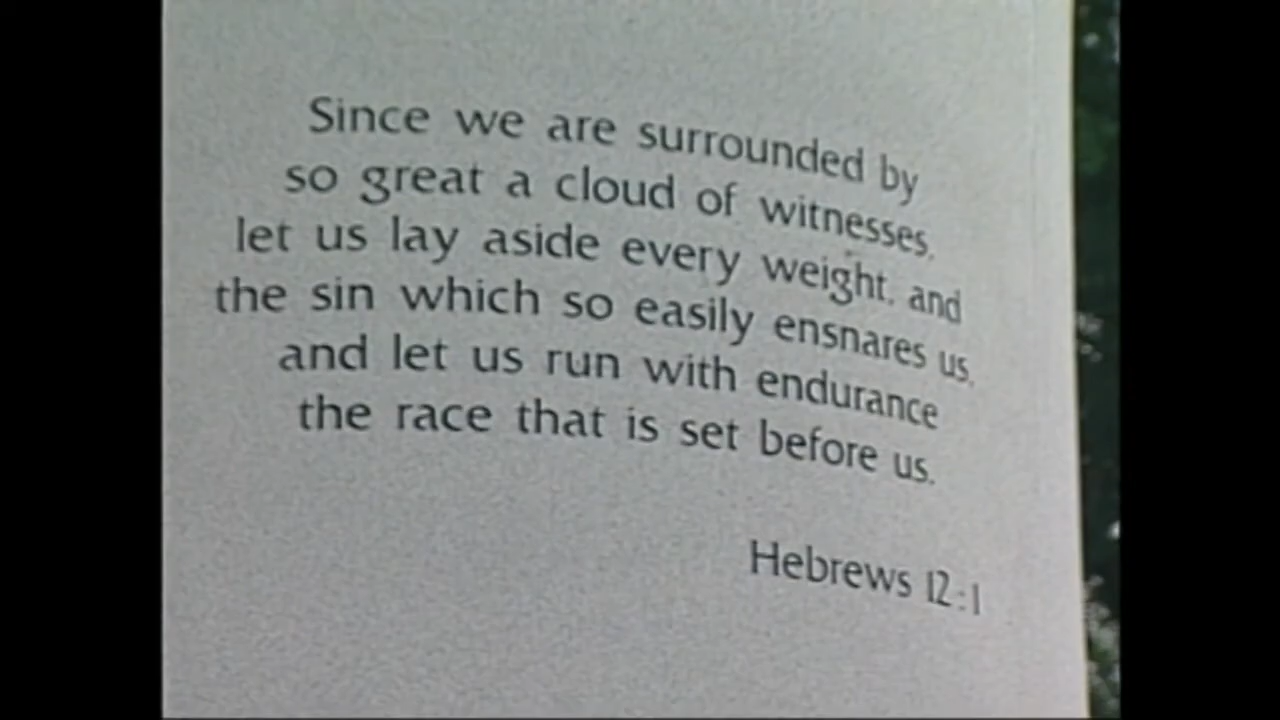 Since we are surrounded by
so great a cloud of witnesses,
let us lay aside every weight, and
the sin which so easily ensnares us,
and let us run with endurance
the race that is set before us.
Hebrews 12:1